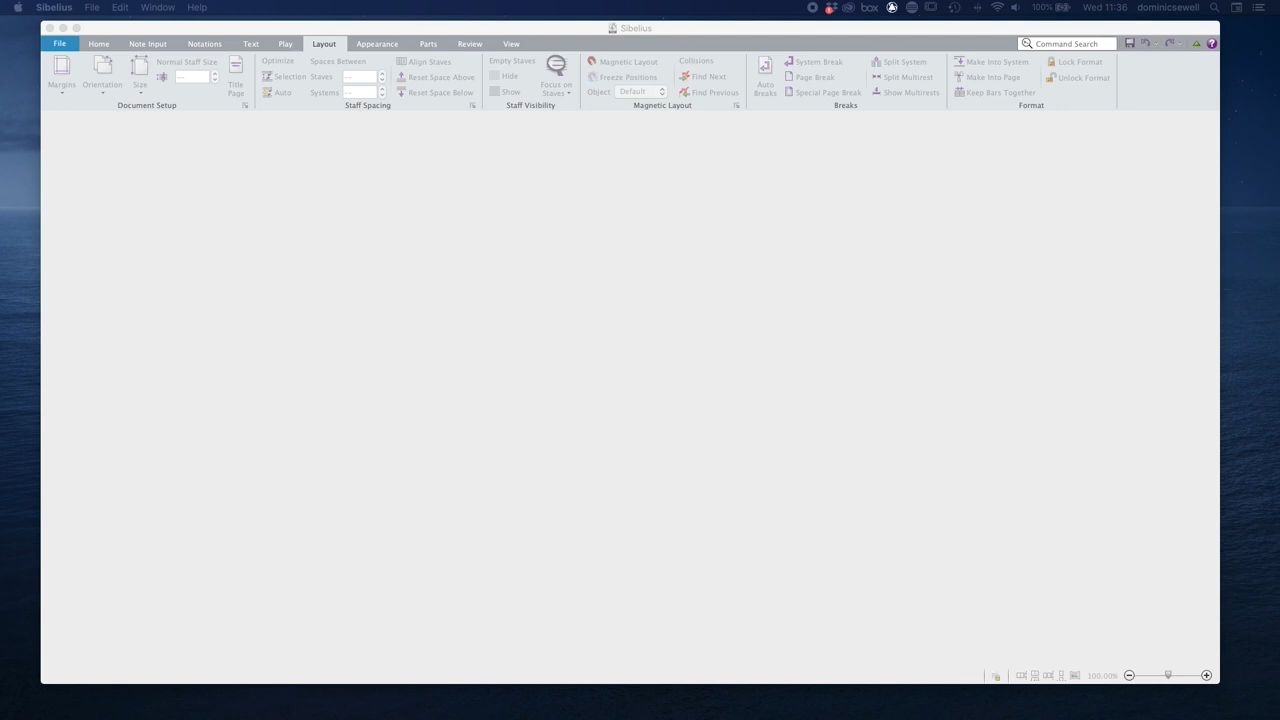 Sibelius File Edit Window Help box 100% Wed 11:36 dominicsewell
Sibelius
File Home Note Input Notations Text Play Layout Appearance Parts Review View Command Search
Margins Orientation Size Normal Staff Size Title Page
Document Setup
Optimize Spaces Between Align Staves
Selection Staves Reset Space Above
Auto Systems Reset Space Below
Staff Spacing
Empty Staves
Hide
Show
Focus on Staves
Staff Visibility
Magnetic Layout Collisions
Freeze Positions Find Next
Object Default Find Previous
Magnetic Layout
Auto Breaks
System Break Split System
Page Break Split Multirest
Special Page Break Show Multirests
Breaks
Make Into System Lock Format
Make Into Page Unlock Format
Keep Bars Together
Format
100.00%